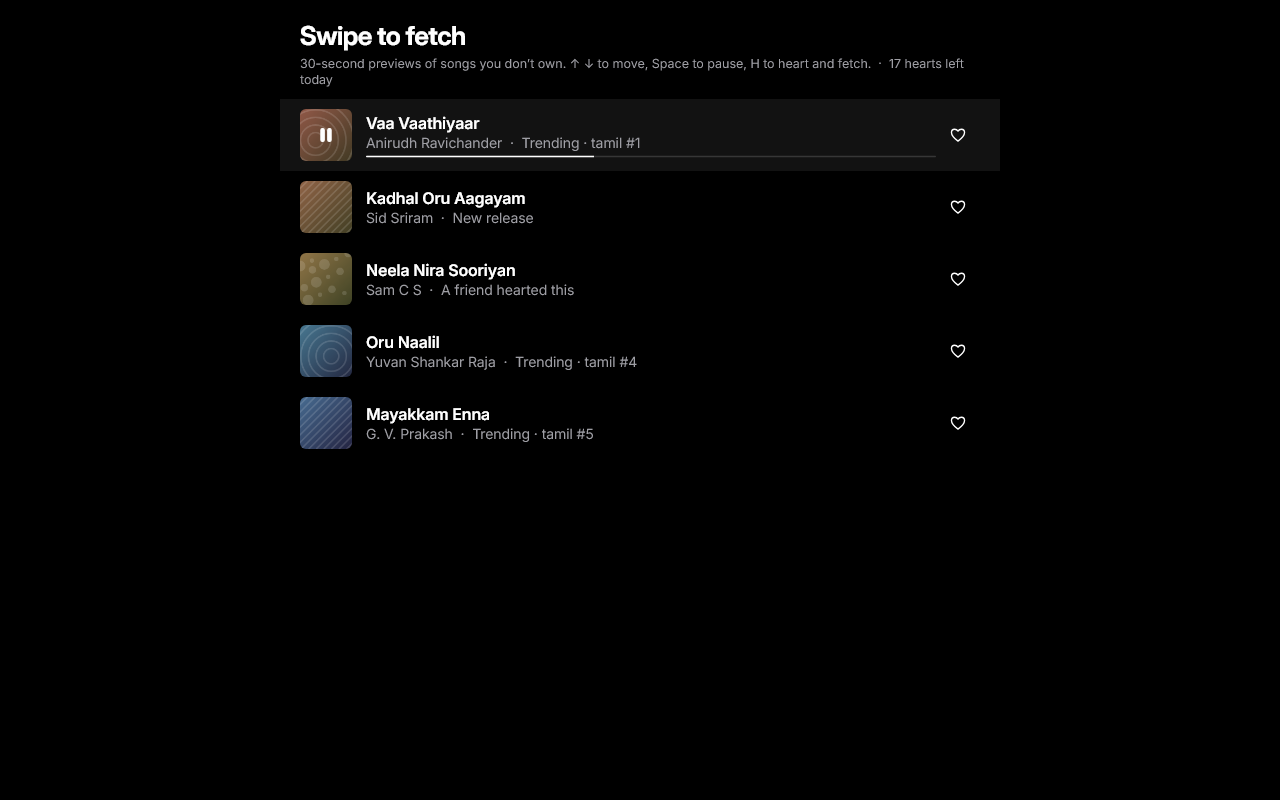 Swipe to fetch
30-second previews of songs you don’t own. ↑ ↓ to move, Space to pause, H to heart and fetch. · 17 hearts left
today
Vaa Vaathiyaar
Anirudh Ravichander · Trending · tamil #1
Kadhal Oru Aagayam
Sid Sriram · New release
Neela Nira Sooriyan
Sam C S · A friend hearted this
Oru Naalil
Yuvan Shankar Raja · Trending · tamil #4
Mayakkam Enna
G. V. Prakash · Trending · tamil #5